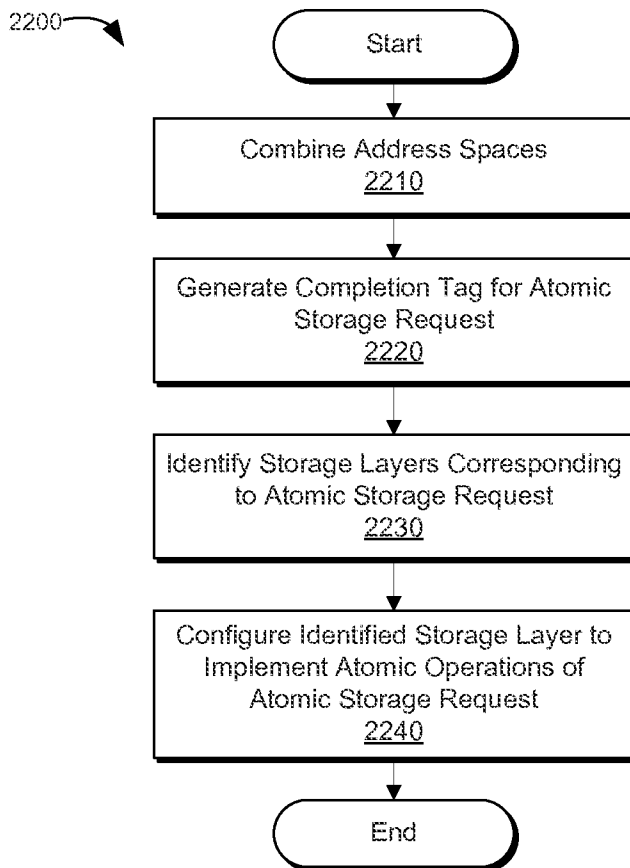 2200
Start
Combine Address Spaces
2210
Generate Completion Tag for Atomic
Storage Request
2220
Identify Storage Layers Corresponding
to Atomic Storage Request
2230
Configure Identified Storage Layer to
Implement Atomic Operations of
Atomic Storage Request
2240
End